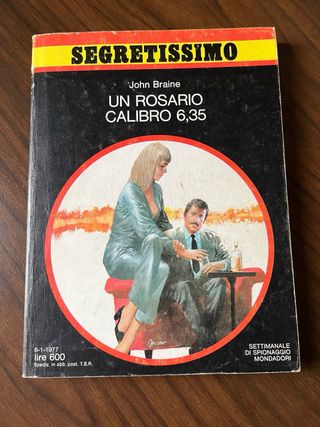 SEGRETISSIMO
John Braine
UN ROSARIO
CALIBRO 6,35
6-1-1977
lire 600
Spediz. in abb. post. T.E.R.
SETTIMANALE
DI SPIONAGGIO
MONDADORI